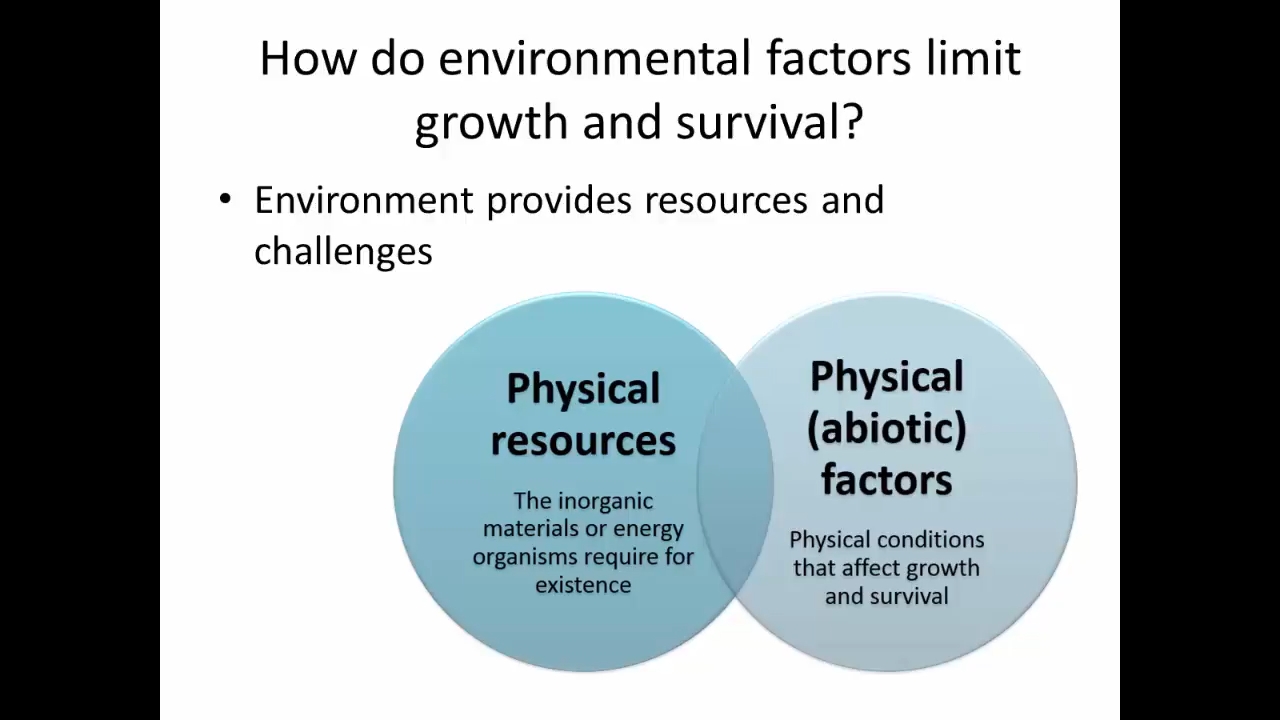 How do environmental factors limit
growth and survival?
• Environment provides resources and
challenges
Physical
resources
The inorganic
materials or energy
organisms require for
existence
Physical
(abiotic)
factors
Physical conditions
that affect growth
and survival